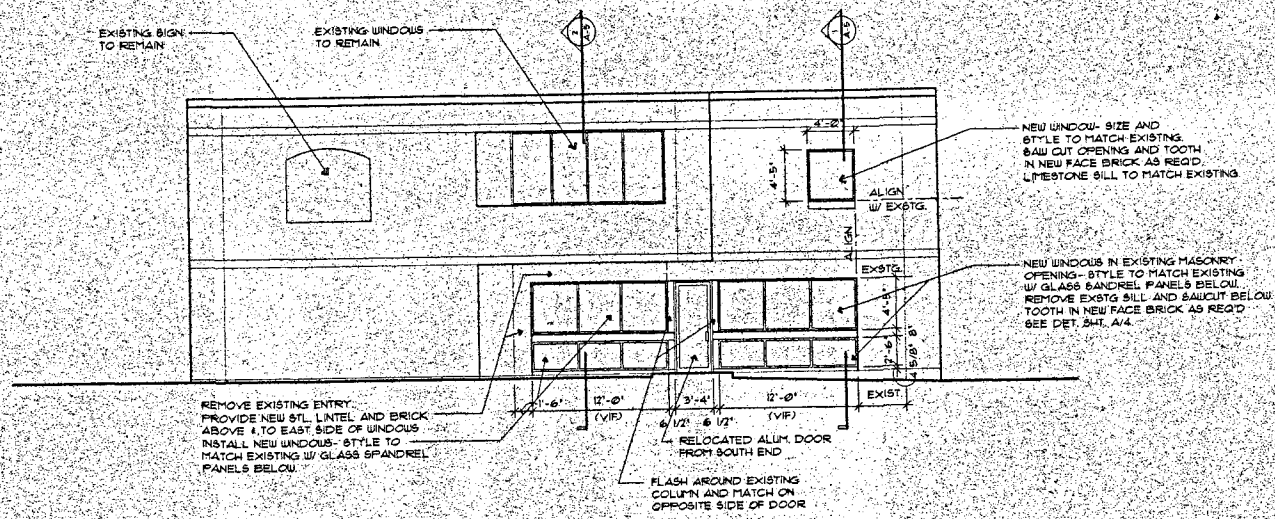 EXISTING SIGN
TO REMAIN
EXISTING WINDOWS
TO REMAIN
2
A-5
1
A-5
4'-0"
4'-5"
ALIGN
W/ EXSTG.
ALIGN
NEW WINDOW- SIZE AND
STYLE TO MATCH EXISTING.
SAW CUT OPENING AND TOOTH
IN NEW FACE BRICK AS REQ'D.
LIMESTONE SILL TO MATCH EXISTING.
EXSTG.
NEW WINDOWS IN EXISTING MASONRY
OPENING- STYLE TO MATCH EXISTING
W/ GLASS SANDREL PANELS BELOW.
REMOVE EXSTG SILL AND SAWCUT BELOW.
TOOTH IN NEW FACE BRICK AS REQ'D
SEE DET. SHT. A/4.
2'-6"
4 5/8"
8"
EXIST.
1'-6"
12'-0"
(VIF)
3'-4"
12'-0"
(VIF)
6 1/2"
6 1/2"
REMOVE EXISTING ENTRY.
PROVIDE NEW STL. LINTEL AND BRICK
ABOVE & TO EAST SIDE OF WINDOWS
INSTALL NEW WINDOWS- STYLE TO
MATCH EXISTING W/ GLASS SPANDREL
PANELS BELOW.
RELOCATED ALUM. DOOR
FROM SOUTH END
FLASH AROUND EXISTING
COLUMN AND MATCH ON
OPPOSITE SIDE OF DOOR